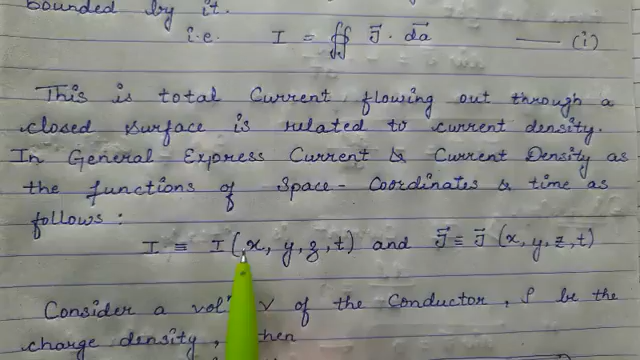 bounded by it.
i.e. I = ∯ J⃗ . da⃗ —— (i)
This is total Current flowing out through a
closed surface is related to current density.
In General Express Current & Current Density as
the functions of Space - Coordinates & time as
follows:
I ≡ I (x, y, z, t) and J⃗ ≡ J⃗ (x, y, z, t)
Consider a vol V of the Conductor, ρ be the
charge density, then